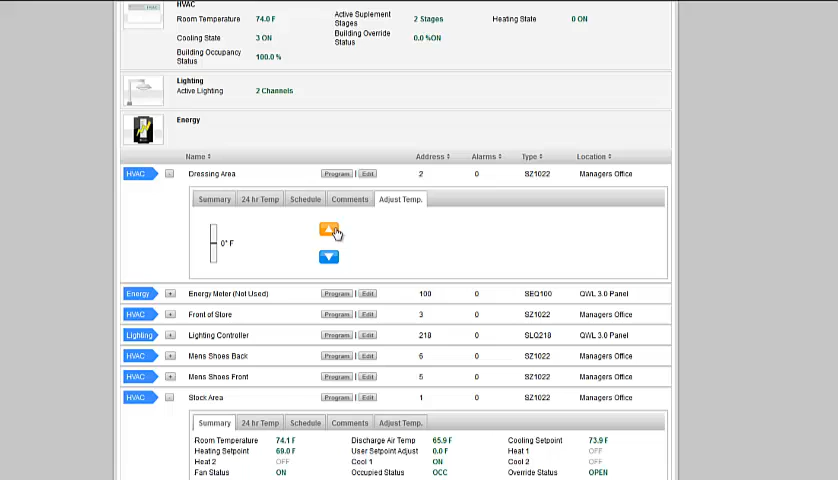 HVAC
Room Temperature 74.0 F Active Suplement Stages 2 Stages Heating State 0 ON
Cooling State 3 ON Building Override Status 0.0 %ON
Building Occupancy Status 100.0 %
Lighting
Active Lighting 2 Channels
Energy
Name Address Alarms Type Location
HVAC - Dressing Area Program | Edit 2 0 SZ1022 Managers Office
Summary 24 hr Temp Schedule Comments Adjust Temp.
0° F
Energy + Energy Meter (Not Used) Program | Edit 100 0 SEQ100 QWL 3.0 Panel
HVAC + Front of Store Program | Edit 3 0 SZ1022 Managers Office
Lighting + Lighting Controller Program | Edit 218 0 SLQ218 QWL 3.0 Panel
HVAC + Mens Shoes Back Program | Edit 6 0 SZ1022 Managers Office
HVAC + Mens Shoes Front Program | Edit 5 0 SZ1022 Managers Office
HVAC - Stock Area Program | Edit 1 0 SZ1022 Managers Office
Summary 24 hr Temp Schedule Comments Adjust Temp.
Room Temperature 74.1 F Discharge Air Temp 65.9 F Cooling Setpoint 73.9 F
Heating Setpoint 69.0 F User Setpoint Adjust 0.0 F Heat 1 OFF
Heat 2 OFF Cool 1 ON Cool 2 OFF
Fan Status ON Occupied Status OCC Override Status OPEN